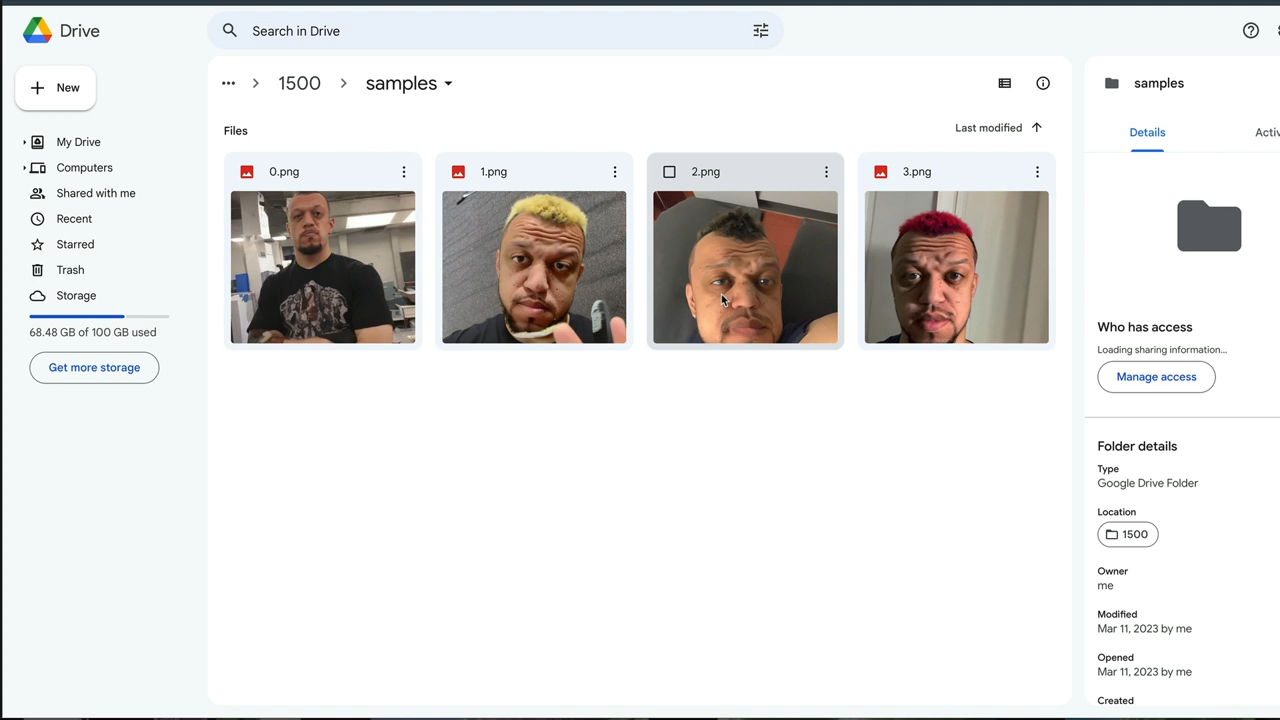 Drive
Search in Drive
New
My Drive
Computers
Shared with me
Recent
Starred
Trash
Storage
68.48 GB of 100 GB used
Get more storage
1500
samples
Files
Last modified
0.png
1.png
2.png
3.png
samples
Details
Activ
Who has access
Loading sharing information...
Manage access
Folder details
Type
Google Drive Folder
Location
1500
Owner
me
Modified
Mar 11, 2023 by me
Opened
Mar 11, 2023 by me
Created